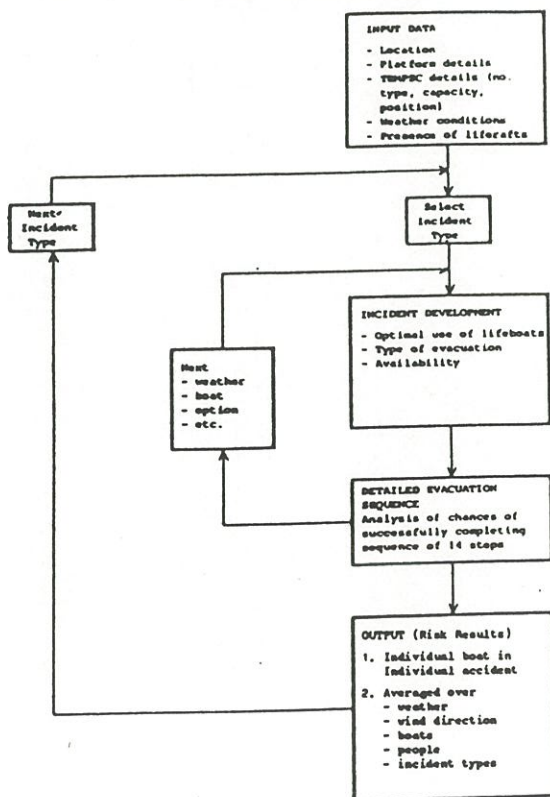 INPUT DATA
- Location
- Platform details
- TEMPSC details (no.
type, capacity,
position)
- Weather conditions
- Presence of liferafts
Next
Incident
Type
Select
Incident
Type
INCIDENT DEVELOPMENT
- Optimal use of lifeboats
- Type of evacuation
- Availability
Next
- weather
- boat
- option
- etc.
DETAILED EVACUATION
SEQUENCE
Analysis of chances of
successfully completing
sequence of 14 steps
OUTPUT (Risk Results)
1. Individual boat in
Individual accident
2. Averaged over
- weather
- wind direction
- boats
- people
- incident types